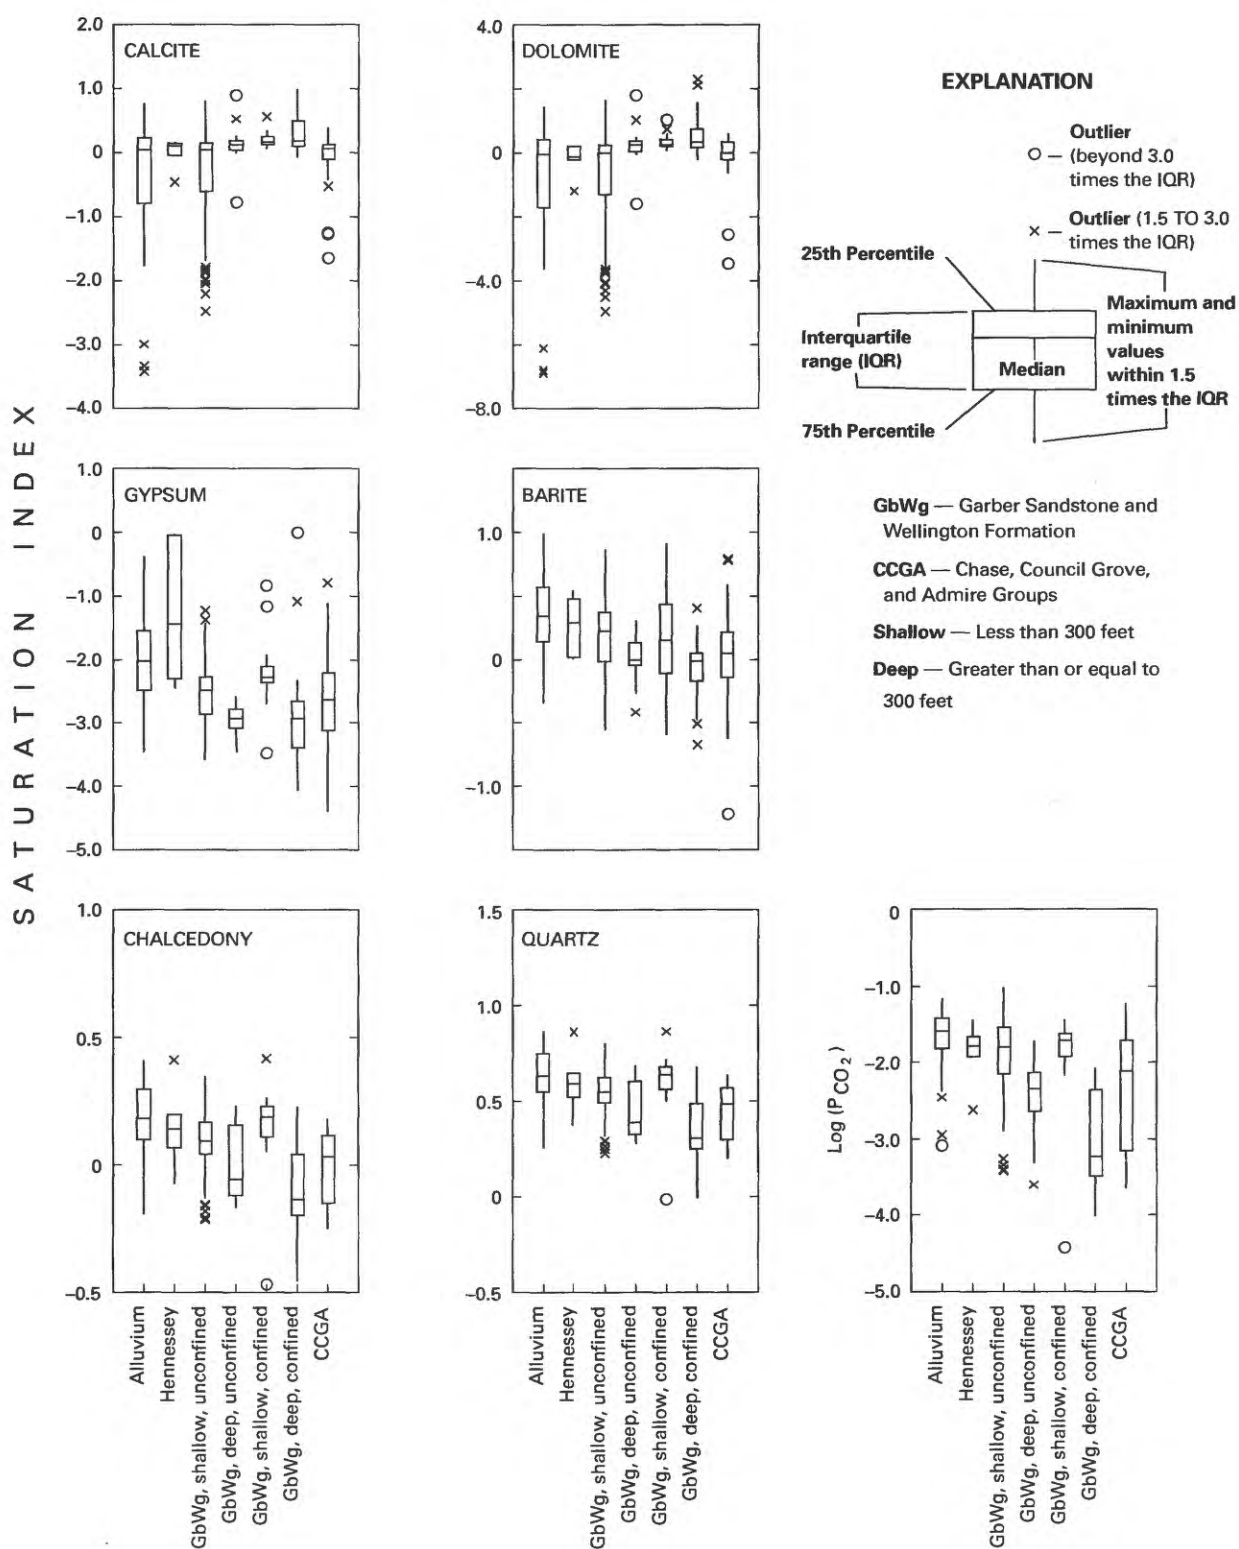 SATURATION INDEX
CALCITE
2.0
1.0
0
−1.0
−2.0
−3.0
−4.0
DOLOMITE
4.0
2.0
0
−4.0
−8.0
EXPLANATION
Outlier
O — (beyond 3.0
times the IQR)
× — Outlier (1.5 TO 3.0
times the IQR)
25th Percentile
Interquartile
range (IQR)
Median
Maximum and
minimum
values
within 1.5
times the IQR
75th Percentile
GbWg — Garber Sandstone and
Wellington Formation
CCGA — Chase, Council Grove,
and Admire Groups
Shallow — Less than 300 feet
Deep — Greater than or equal to
300 feet
GYPSUM
1.0
0
−1.0
−2.0
−3.0
−4.0
−5.0
BARITE
1.0
0
−1.0
CHALCEDONY
1.0
0.5
0
−0.5
Alluvium
Hennessey
GbWg, shallow, unconfined
GbWg, deep, unconfined
GbWg, shallow, confined
GbWg, deep, confined
CCGA
QUARTZ
1.5
1.0
0.5
0
−0.5
Alluvium
Hennessey
GbWg, shallow, unconfined
GbWg, deep, unconfined
GbWg, shallow, confined
GbWg, deep, confined
CCGA
Log (PCO2)
0
−1.0
−2.0
−3.0
−4.0
−5.0
Alluvium
Hennessey
GbWg, shallow, unconfined
GbWg, deep, unconfined
GbWg, shallow, confined
GbWg, deep, confined
CCGA